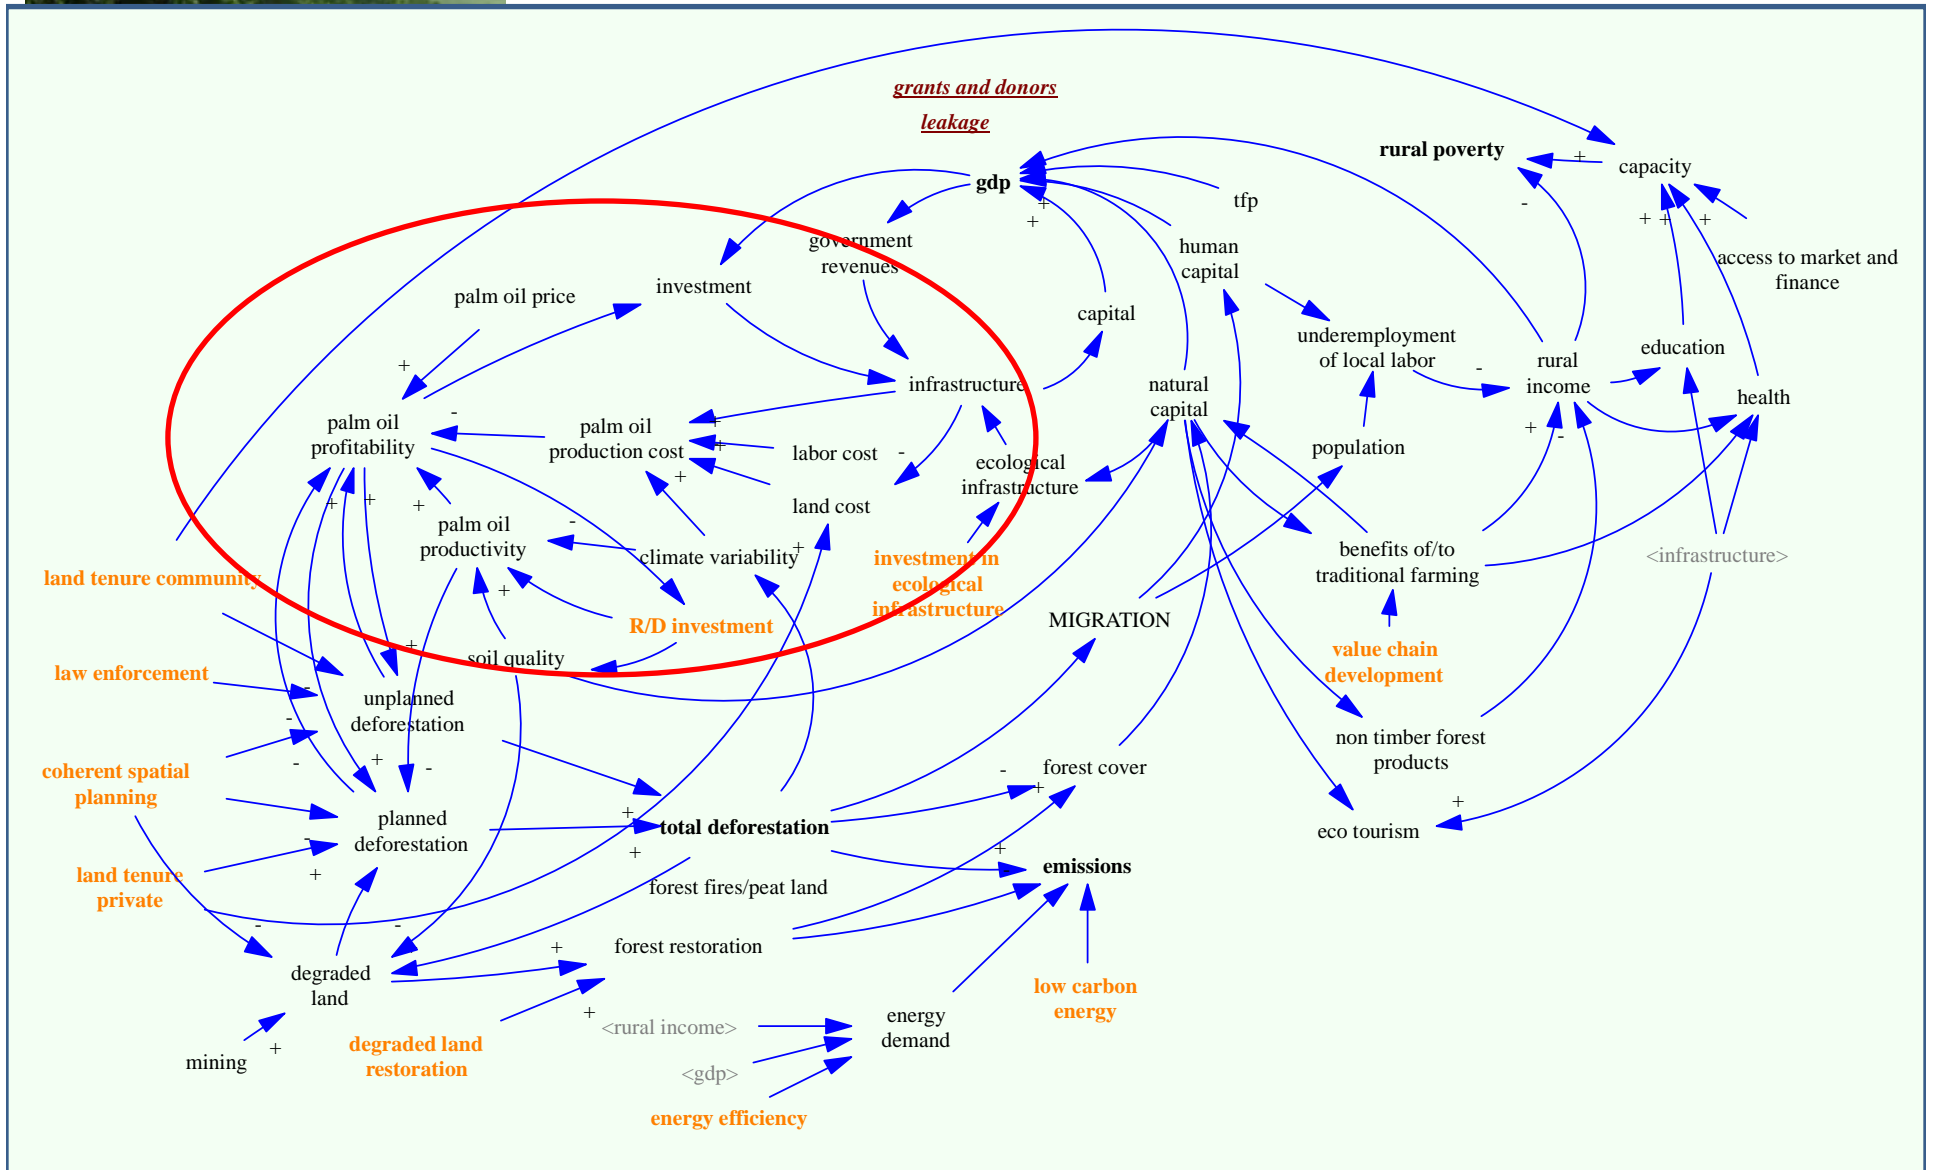 grants and donors
leakage
rural poverty
+
capacity
gdp
tfp
-
+
+
+
+
+
government
revenues
human
capital
access to market and
finance
investment
palm oil price
capital
underemployment
of local labor
education
rural
income
+
infrastructure
natural
capital
-
health
-
palm oil
profitability
palm oil
production cost
+
+
labor cost
-
population
+
-
ecological
infrastructure
+
land cost
+
+
+
palm oil
productivity
-
climate variability
+
investment in
ecological
infrastructure
benefits of/to
traditional farming
<infrastructure>
land tenure community
+
R/D investment
MIGRATION
+
soil quality
value chain
development
law enforcement
-
unplanned
deforestation
-
-
+
-
non timber forest
products
coherent spatial
planning
-
+
forest cover
+
eco tourism
planned
deforestation
+
+
total deforestation
-
+
land tenure
private
+
-
emissions
forest fires/peat land
-
-
+
forest restoration
degraded
land
low carbon
energy
+
<rural income>
energy
demand
mining
+
degraded land
restoration
<gdp>
energy efficiency